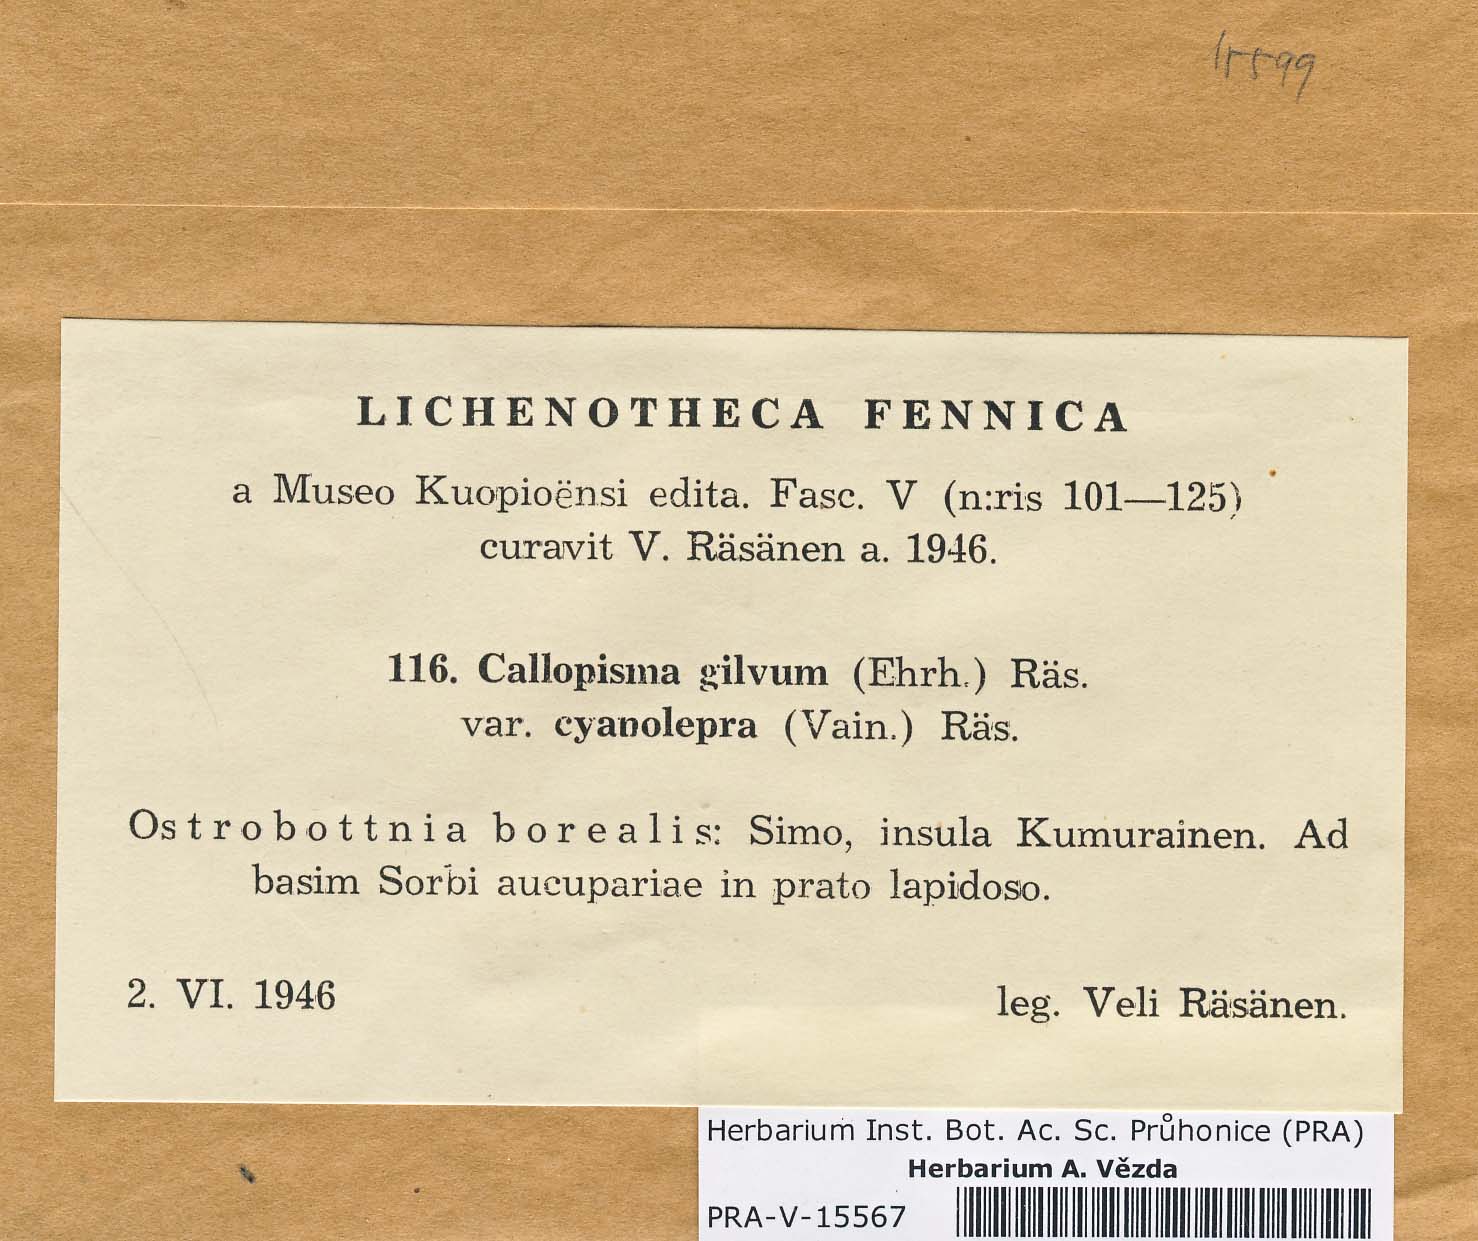 15599
LICHENOTHECA FENNICA
a Museo Kuopioënsi edita. Fasc. V (n:ris 101—125)
curavit V. Räsänen a. 1946.
116. Callopisma gilvum (Ehrh.) Räs.
var. cyanolepra (Vain.) Räs.
Ostrobottnia borealis: Simo, insula Kumurainen. Ad
basim Sorbi aucupariae in prato lapidoso.
2. VI. 1946 leg. Veli Räsänen.
Herbarium Inst. Bot. Ac. Sc. Průhonice (PRA)
Herbarium A. Vězda
PRA-V-15567